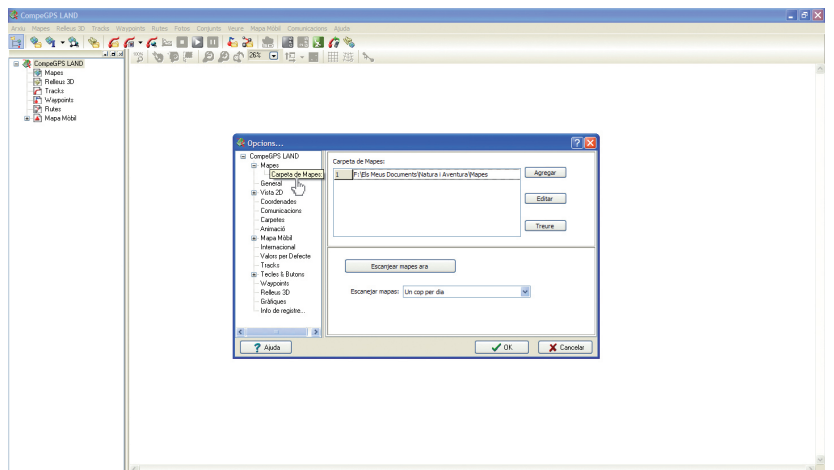 CompeGPS LAND
Arxiu Mapes Relleus 3D Tracks Waypoints Rutes Fotos Conjunts Veure Mapa Mòbil Comunicacions Ajuda
26%
CompeGPS LAND
Mapes
Relleus 3D
Tracks
Waypoints
Rutes
Mapa Mòbil
Opcions...
CompeGPS LAND
Mapes
Carpeta de Mapes
General
Vista 2D
Coordenades
Comunicacions
Carpetes
Animació
Mapa Mòbil
Internacional
Valors per Defecte
Tracks
Tecles & Butons
Waypoints
Relleus 3D
Gràfiques
Info de registre...
Carpeta de Mapes:
1 F:\Els Meus Documents\Natura i Aventura\Mapes
Agregar
Editar
Treure
Escanjear mapes ara
Escanejar mapas: Un cop per dia
Ajuda
OK
Cancelar